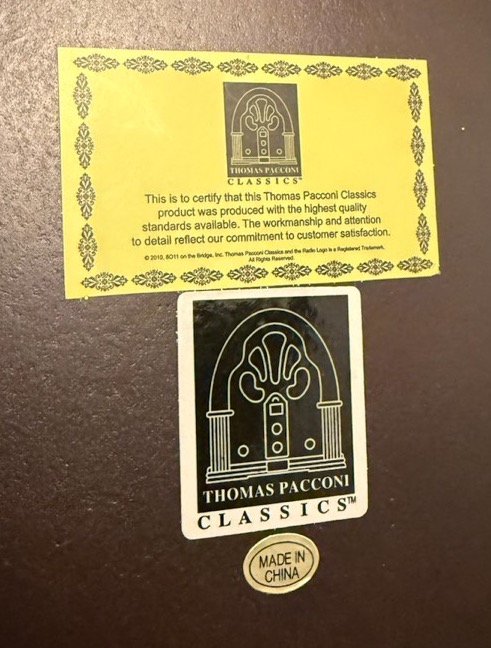 THOMAS PACCONI
CLASSICS™
This is to certify that this Thomas Pacconi Classics
product was produced with the highest quality
standards available. The workmanship and attention
to detail reflect our commitment to customer satisfaction.
© 2010, 8011 on the Bridge, Inc. Thomas Pacconi Classics and the Radio Logo is a Registered Trademark.
All Rights Reserved.
THOMAS PACCONI
CLASSICS™
MADE IN
CHINA